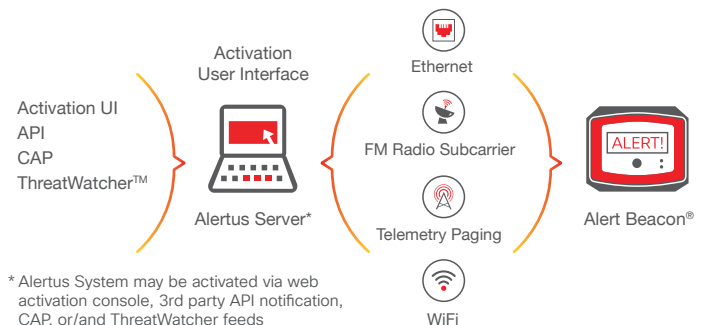 Activation UI
API
CAP
ThreatWatcher™
Activation
User Interface
Alertus Server*
Ethernet
FM Radio Subcarrier
Telemetry Paging
WiFi
ALERT!
Alert Beacon®
* Alertus System may be activated via web
activation console, 3rd party API notification,
CAP, or/and ThreatWatcher feeds